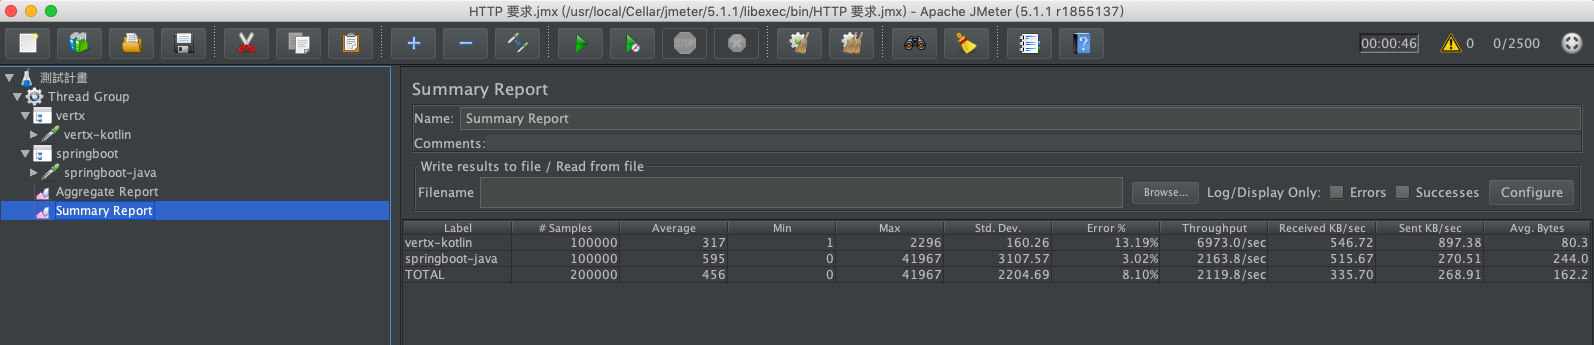 HTTP 要求.jmx (/usr/local/Cellar/jmeter/5.1.1/libexec/bin/HTTP 要求.jmx) - Apache JMeter (5.1.1 r1855137)
STOP 00:00:46 0 0/2500
測試計畫
Thread Group
vertx
vertx-kotlin
springboot
springboot-java
Aggregate Report
Summary Report
Summary Report
Name: Summary Report
Comments:
Write results to file / Read from file
Filename Browse... Log/Display Only: Errors Successes Configure
Label # Samples Average Min Max Std. Dev. Error % Throughput Received KB/sec Sent KB/sec Avg. Bytes
vertx-kotlin 100000 317 1 2296 160.26 13.19% 6973.0/sec 546.72 897.38 80.3
springboot-java 100000 595 0 41967 3107.57 3.02% 2163.8/sec 515.67 270.51 244.0
TOTAL 200000 456 0 41967 2204.69 8.10% 2119.8/sec 335.70 268.91 162.2